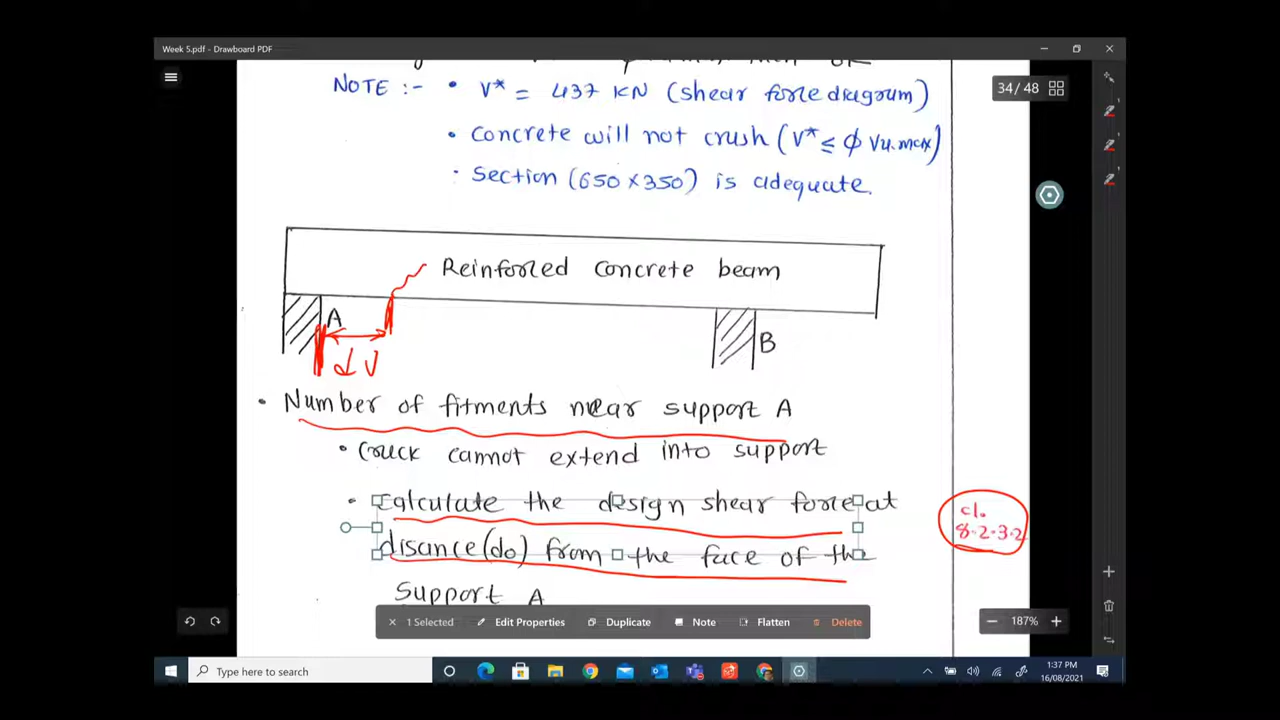 Week 5.pdf - Drawboard PDF
NOTE :- • V* = 437 KN (shear force diagrum)
34 / 48
• Concrete will not crush (V* ≤ ϕ Vu.max)
• Section (650 x 350) is adequate.
Reinforced Concrete beam
A
B
dv
• Number of fitments near support A
• Crack cannot extend into support
• Calculate the design shear force at
cl.
8.2.3.2
disance (do) from the face of the
Support A
1 Selected Edit Properties Duplicate Note Flatten Delete
187%
Type here to search
1:37 PM
16/08/2021